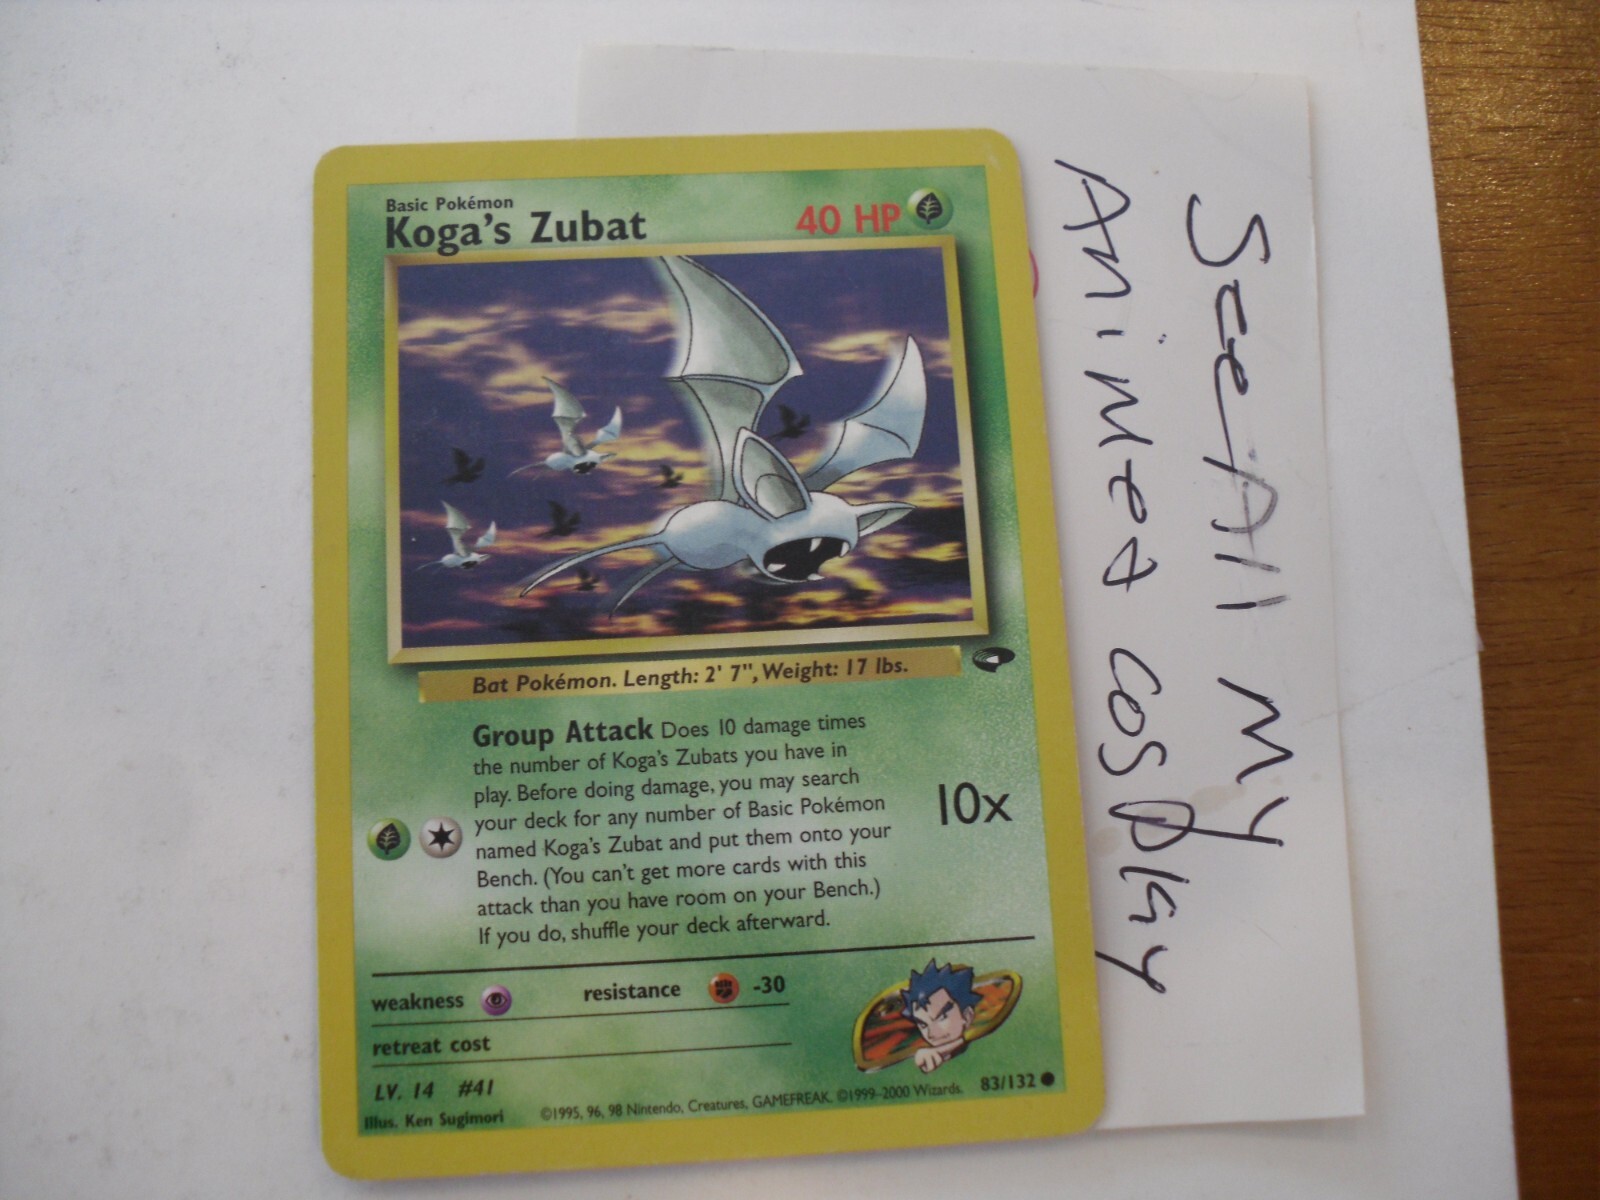 Basic Pokémon
Koga's Zubat
40 HP
Bat Pokémon. Length: 2' 7", Weight: 17 lbs.
Group Attack Does 10 damage times
the number of Koga's Zubats you have in
play. Before doing damage, you may search
your deck for any number of Basic Pokémon
named Koga's Zubat and put them onto your
Bench. (You can't get more cards with this
attack than you have room on your Bench.)
If you do, shuffle your deck afterward.
10x
weakness
resistance -30
retreat cost
LV. 14 #41
Illus. Ken Sugimori
©1995, 96, 98 Nintendo, Creatures, GAMEFREAK. ©1999-2000 Wizards.
83/132
See All my
Anime cosplay